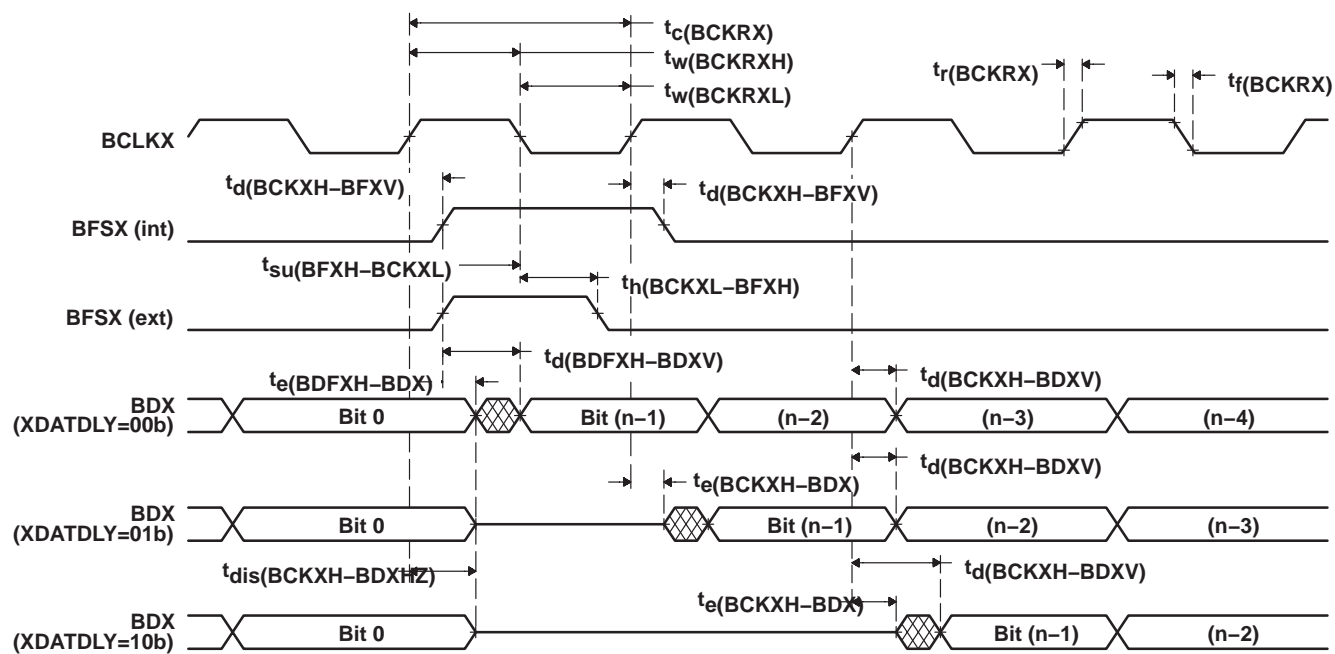 tc(BCKRX)
tw(BCKRXH)
tr(BCKRX)
tf(BCKRX)
tw(BCKRXL)
BCLKX
td(BCKXH–BFXV)
td(BCKXH–BFXV)
BFSX (int)
tsu(BFXH–BCKXL)
th(BCKXL–BFXH)
BFSX (ext)
td(BDFXH–BDXV)
te(BDFXH–BDX)
td(BCKXH–BDXV)
BDX
(XDATDLY=00b)
Bit 0
Bit (n–1)
(n–2)
(n–3)
(n–4)
td(BCKXH–BDXV)
te(BCKXH–BDX)
BDX
(XDATDLY=01b)
Bit 0
Bit (n–1)
(n–2)
(n–3)
tdis(BCKXH–BDXHZ)
td(BCKXH–BDXV)
te(BCKXH–BDX)
BDX
(XDATDLY=10b)
Bit 0
Bit (n–1)
(n–2)